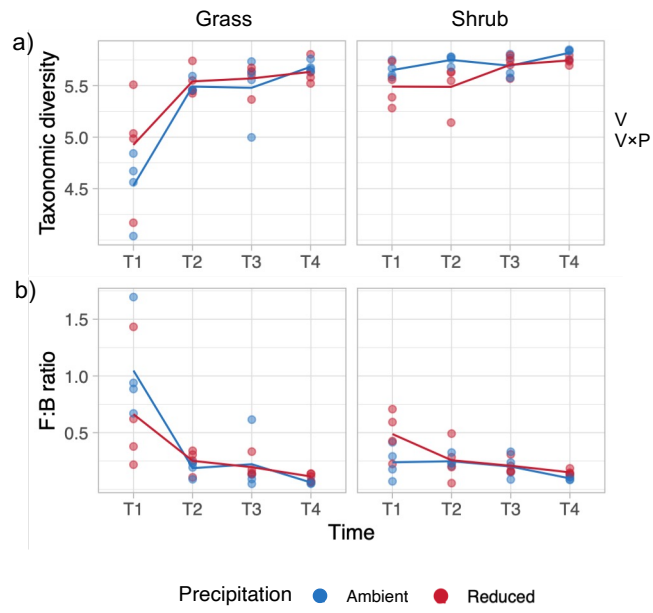 Grass Shrub
a)
Taxonomic diversity
5.5
5.0
4.5
V
V×P
T1 T2 T3 T4 T1 T2 T3 T4
b)
F:B ratio
1.5
1.0
0.5
T1 T2 T3 T4 T1 T2 T3 T4
Time
Precipitation Ambient Reduced